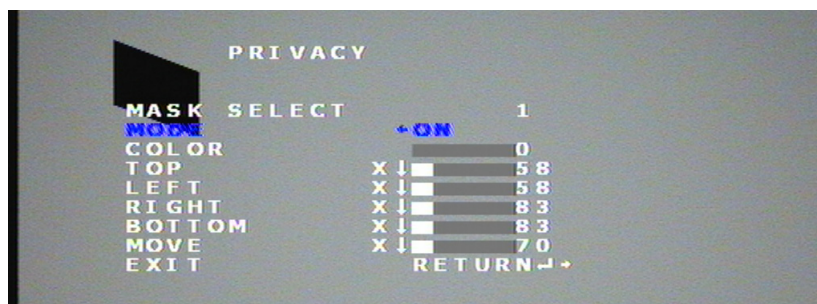 PRIVACY
MASK SELECT 1
MODE ←ON
COLOR 0
TOP X↓ 58
LEFT X↓ 58
RIGHT X↓ 83
BOTTOM X↓ 83
MOVE X↓ 70
EXIT RETURN↵→